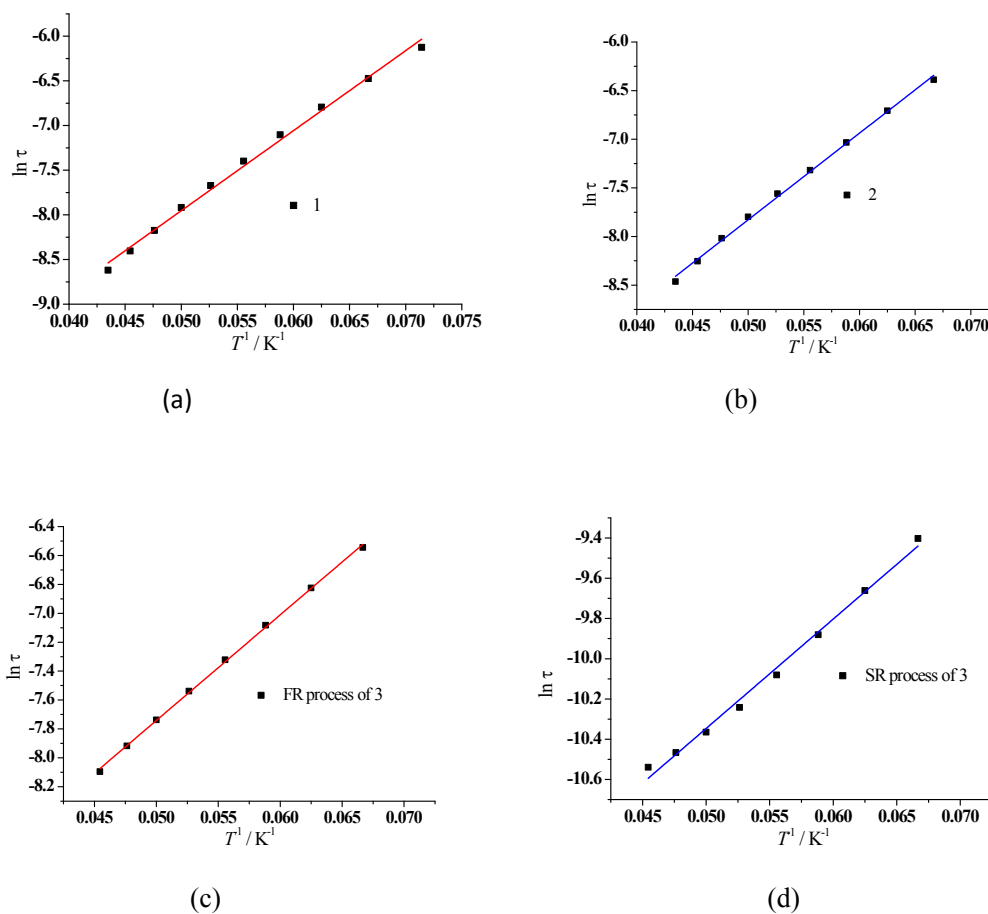 -6.0
-6.5
-7.0
-7.5
-8.0
-8.5
-9.0
ln τ
1
0.040 0.045 0.050 0.055 0.060 0.065 0.070 0.075
T¹ / K⁻¹
(a)
-6.0
-6.5
-7.0
-7.5
-8.0
-8.5
ln τ
2
0.040 0.045 0.050 0.055 0.060 0.065 0.070
T¹ / K⁻¹
(b)
-6.4
-6.6
-6.8
-7.0
-7.2
-7.4
-7.6
-7.8
-8.0
-8.2
ln τ
FR process of 3
0.045 0.050 0.055 0.060 0.065 0.070
T¹ / K⁻¹
(c)
-9.4
-9.6
-9.8
-10.0
-10.2
-10.4
-10.6
ln τ
SR process of 3
0.045 0.050 0.055 0.060 0.065 0.070
T¹ / K⁻¹
(d)